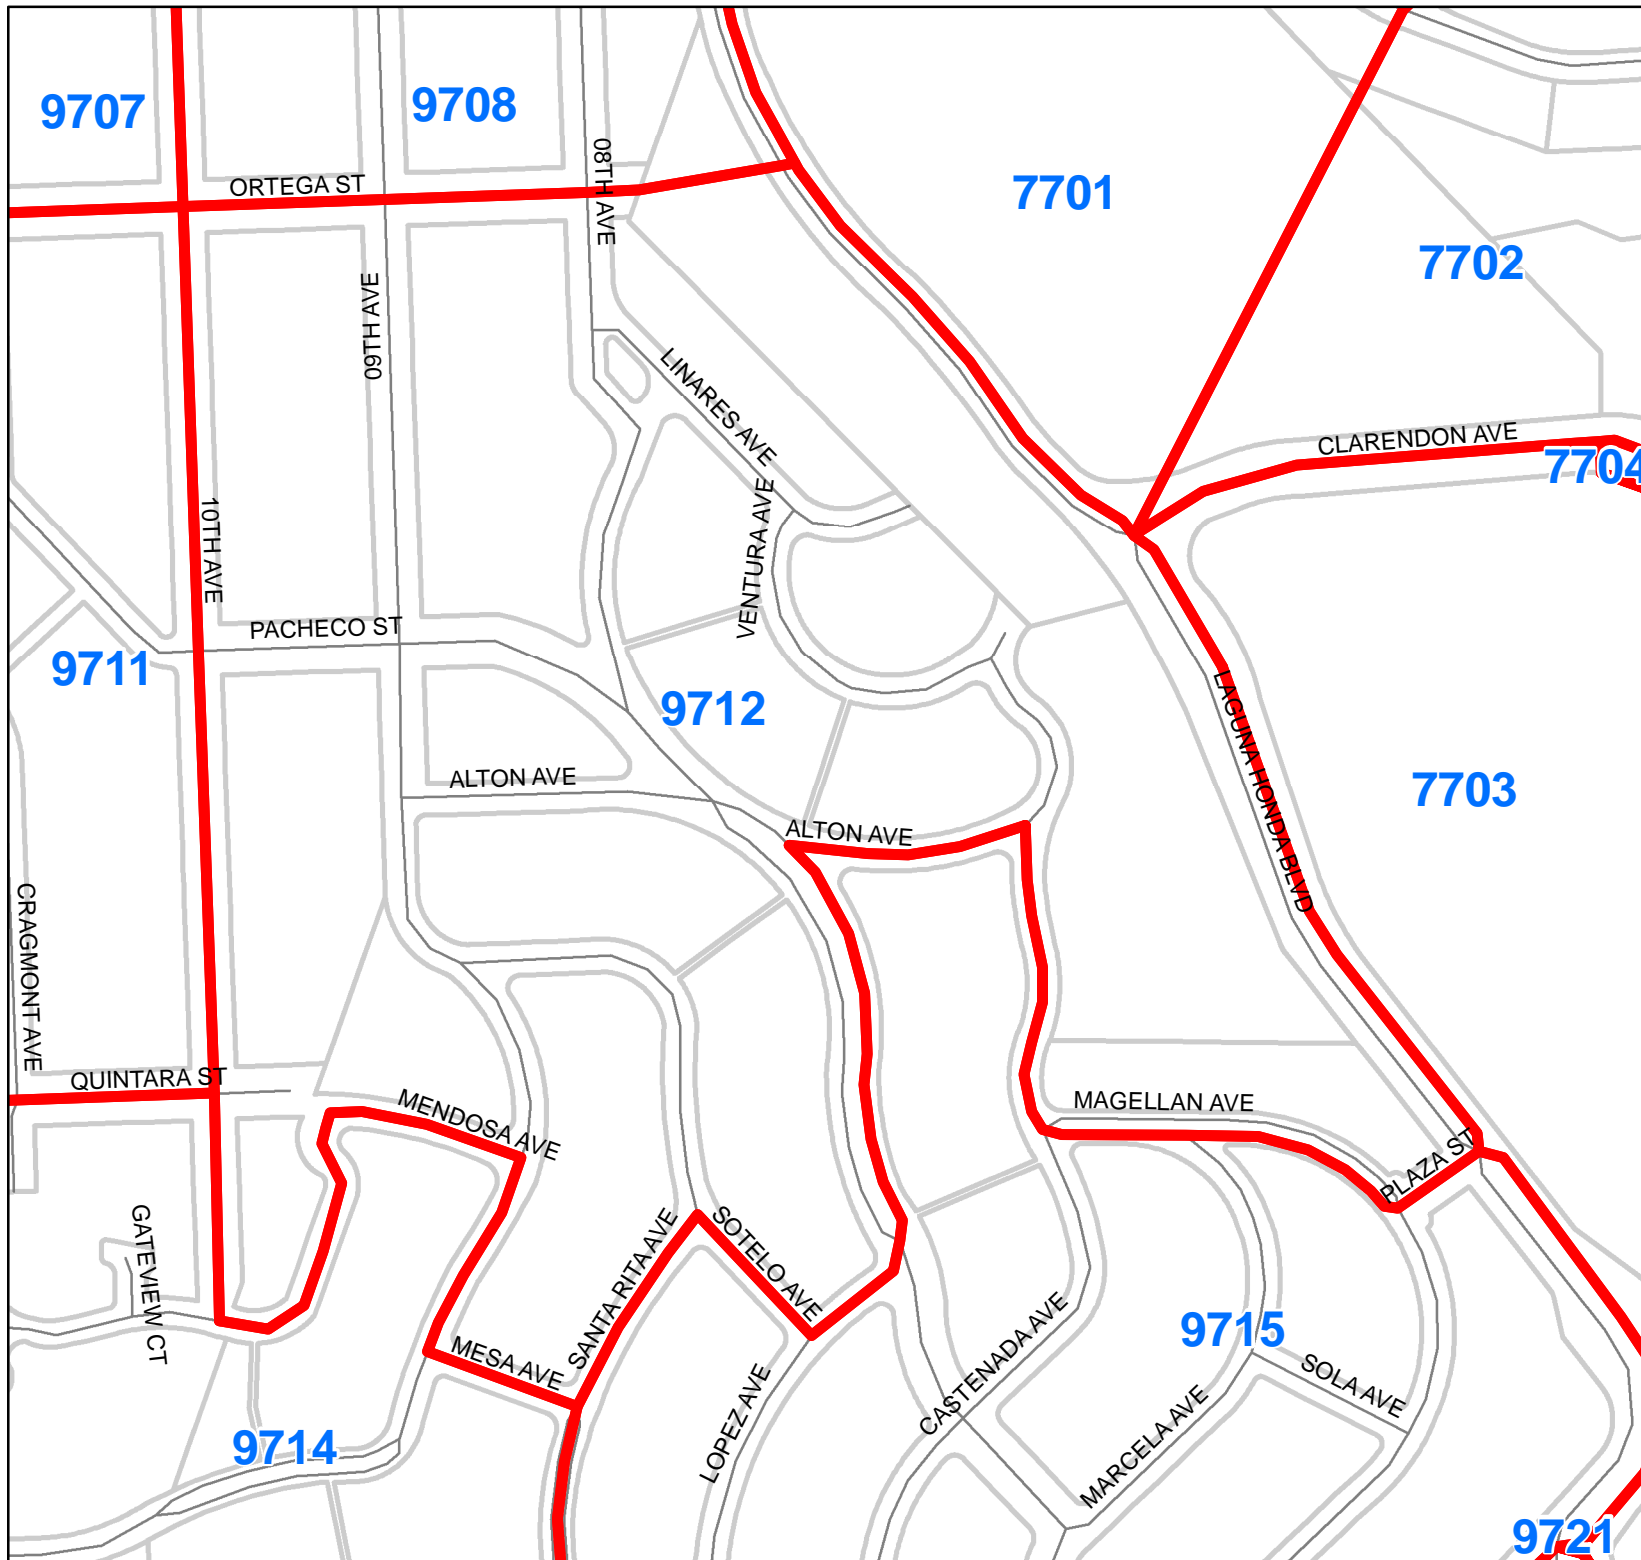 9707
9708
ORTEGA ST
08TH AVE
7701
7702
09TH AVE
LINARES AVE
CLARENDON AVE
7704
10TH AVE
VENTURA AVE
PACHECO ST
9711
9712
LAGUNA HONDA BLVD
7703
ALTON AVE
ALTON AVE
CRAGMONT AVE
QUINTARA ST
MENDOSA AVE
MAGELLAN AVE
PLAZA ST
GATEVIEW CT
SANTA RITA AVE
SOTELO AVE
MESA AVE
LOPEZ AVE
CASTENADA AVE
9715
SOLA AVE
MARCELA AVE
9714
9721